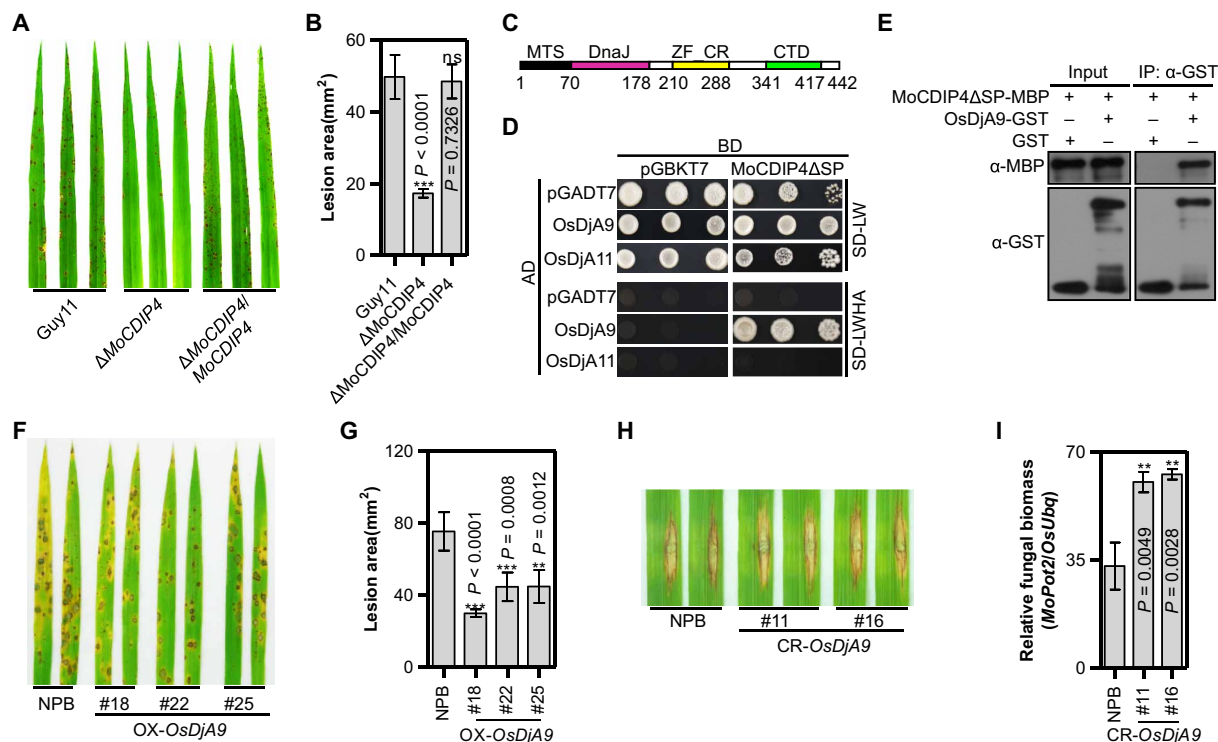 A
Guy11
ΔMoCDIP4
ΔMoCDIP4/
MoCDIP4
B
Lesion area(mm²)
60
40
20
0
P < 0.0001
***
ns
P = 0.7326
Guy11
ΔMoCDIP4
ΔMoCDIP4/MoCDIP4
C
MTS DnaJ ZF_CR CTD
1 70 178 210 288 341 417 442
D
BD
pGBKT7 MoCDIP4ΔSP
AD
pGADT7
OsDjA9
OsDjA11
SD-LW
pGADT7
OsDjA9
OsDjA11
SD-LWHA
E
Input IP: α-GST
MoCDIP4ΔSP-MBP + + + +
OsDjA9-GST – + – +
GST + – + –
α-MBP
α-GST
F
NPB #18 #22 #25
OX-OsDjA9
G
Lesion area(mm²)
120
80
40
0
P < 0.0001
***
P = 0.0008
***
P = 0.0012
**
NPB
#18
#22
#25
OX-OsDjA9
H
NPB #11 #16
CR-OsDjA9
I
Relative fungal biomass
(MoPot2/OsUbq)
70
35
0
**
P = 0.0049
**
P = 0.0028
NPB
#11
#16
CR-OsDjA9